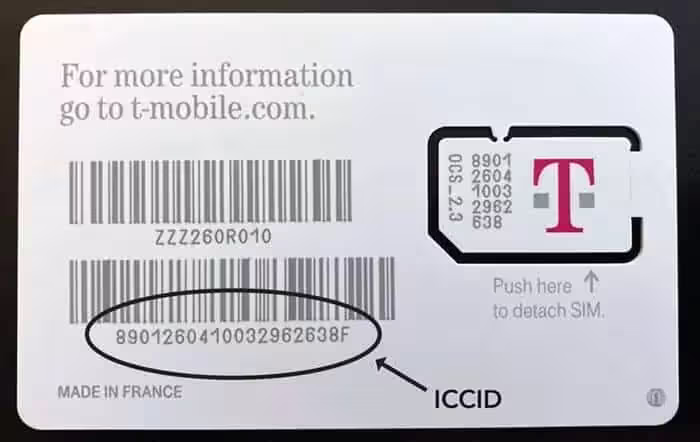 For more information
go to t-mobile.com.
ZZZ260R010
8901260410032962638F
MADE IN FRANCE
OCS_2.3
8901
2604
1003
2962
638
T
Push here ↑
to detach SIM.
ICCID